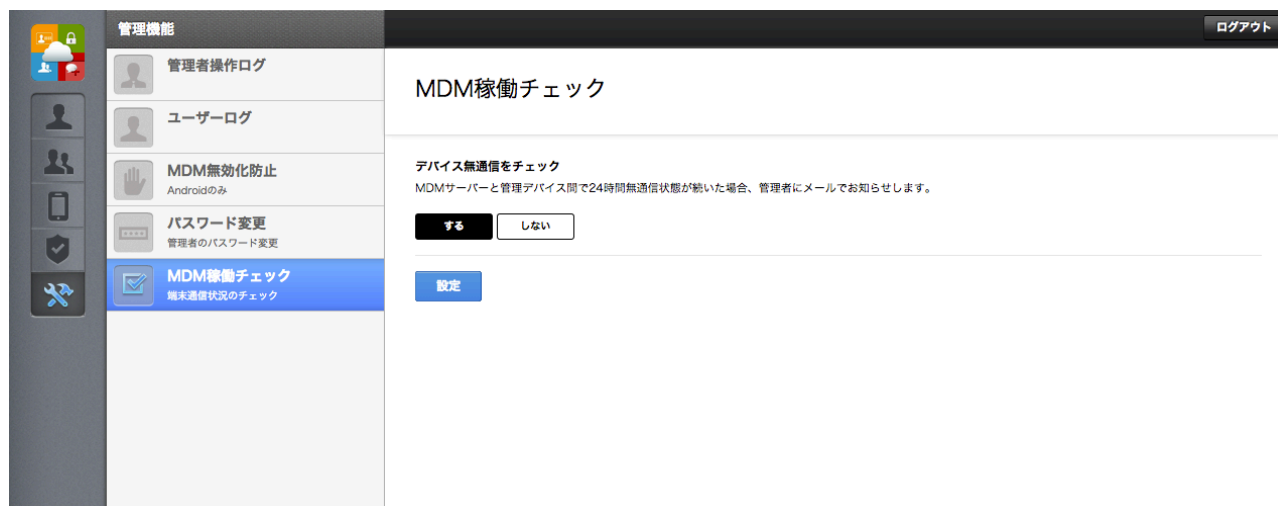 管理機能
ログアウト
管理者操作ログ
ユーザーログ
MDM無効化防止
Androidのみ
パスワード変更
管理者のパスワード変更
MDM稼働チェック
端末通信状況のチェック
MDM稼働チェック
デバイス無通信をチェック
MDMサーバーと管理デバイス間で24時間無通信状態が続いた場合、管理者にメールでお知らせします。
する
しない
設定